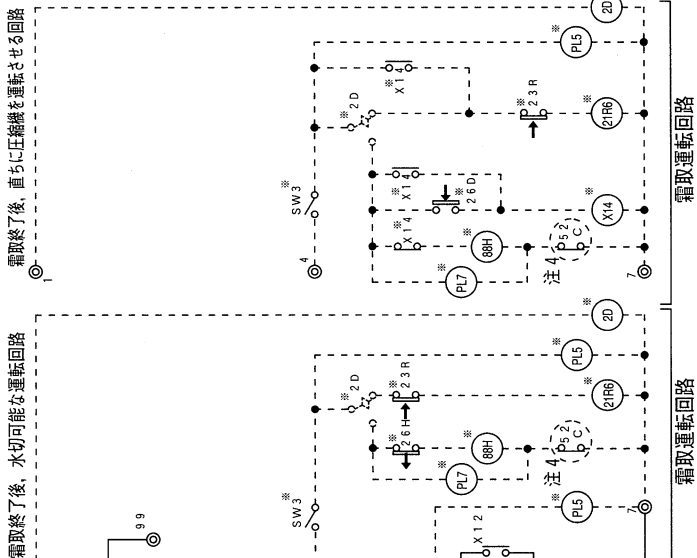 霜取終了後、直ちに圧縮機を運転させる回路
※
2D
※
PL5
※
X14
※
2D
※
23R
※
21R6
霜取運転回路
※
SW3
※
X14
※
26D
※
X14
※
X14
※
88H
52
C
注4
※
PL7
1
4
7
霜取終了後、水切可能な運転回路
※
2D
※
PL5
※
2D
※
23R
※
21R6
霜取運転回路
※
26H
※
88H
52
C
注4
※
PL7
※
SW3
99
※
PL5
X12
7